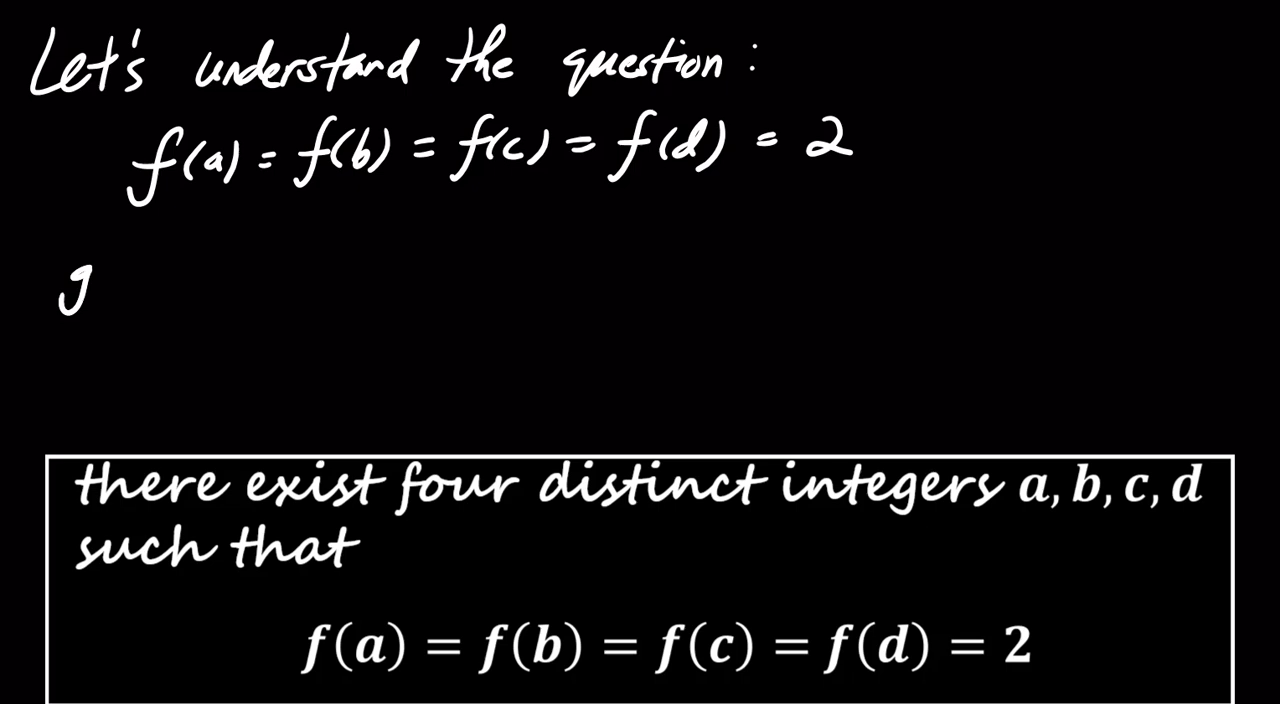 Let's understand the question :
f(a) = f(b) = f(c) = f(d) = 2
g
there exist four distinct integers a, b, c, d
such that
f(a) = f(b) = f(c) = f(d) = 2